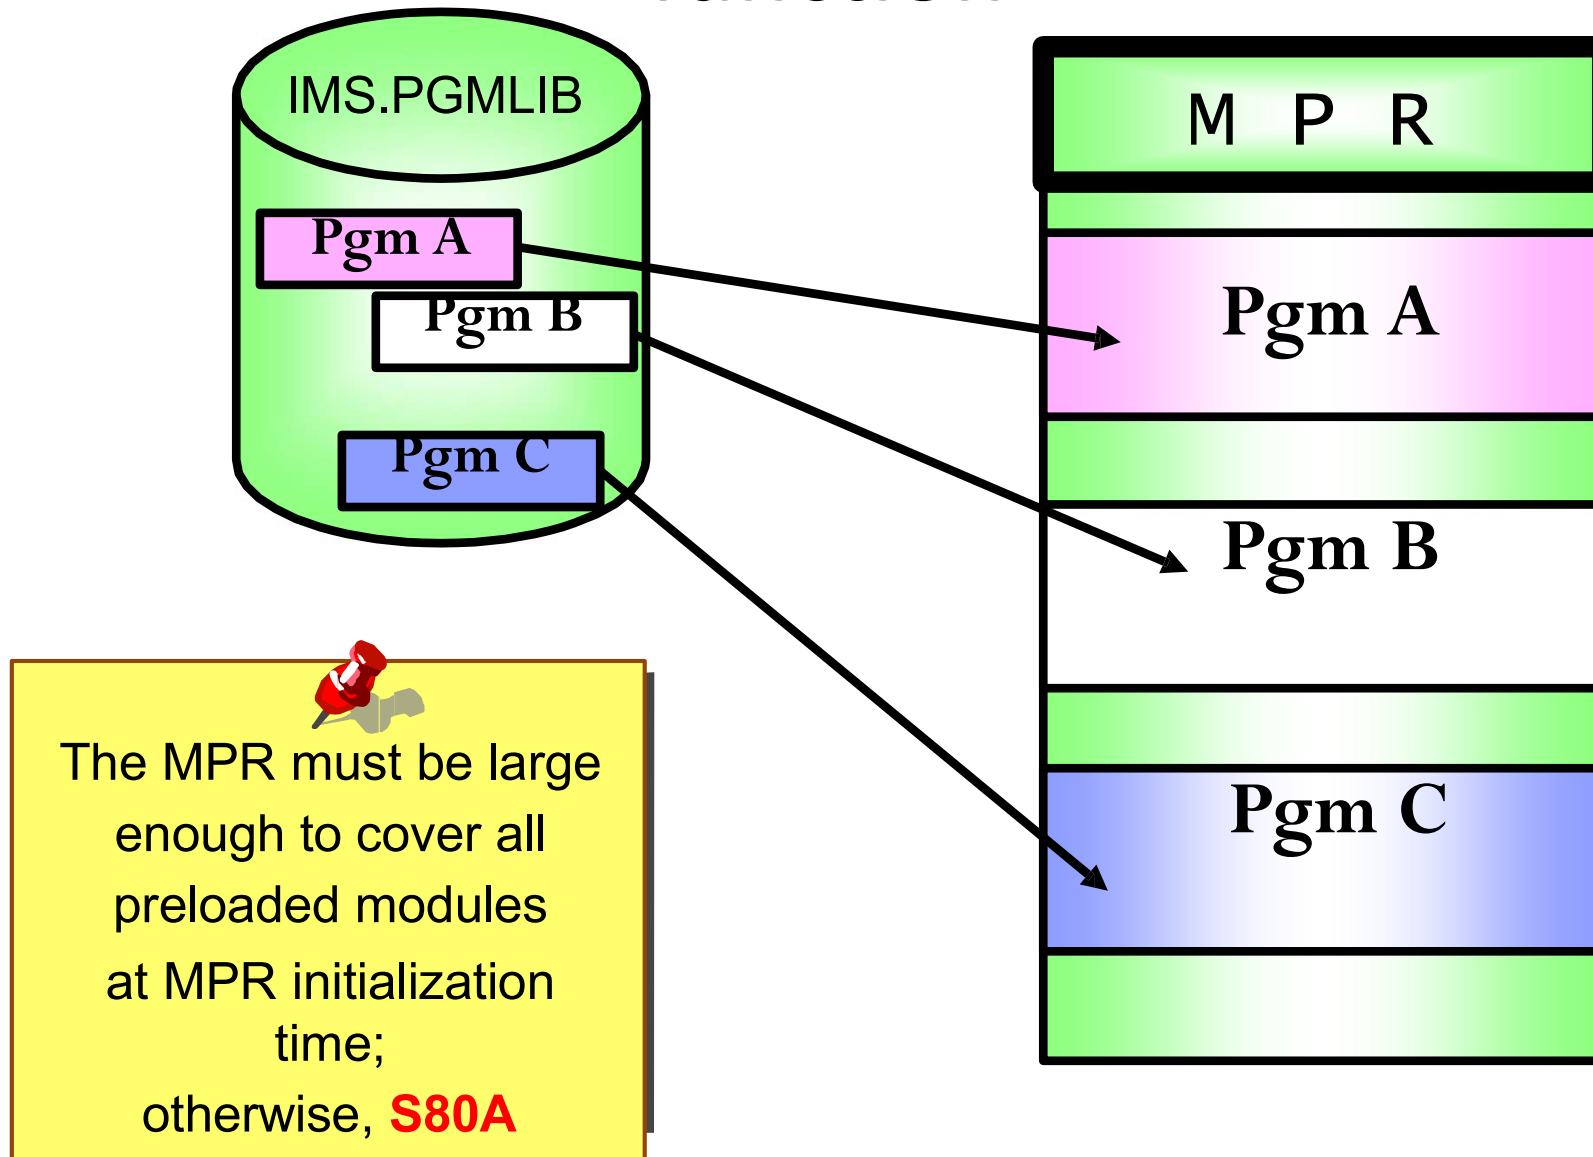 IMS.PGMLIB
Pgm A
Pgm B
Pgm C
M P R
Pgm A
Pgm B
Pgm C
The MPR must be large
enough to cover all
preloaded modules
at MPR initialization
time;
otherwise, S80A